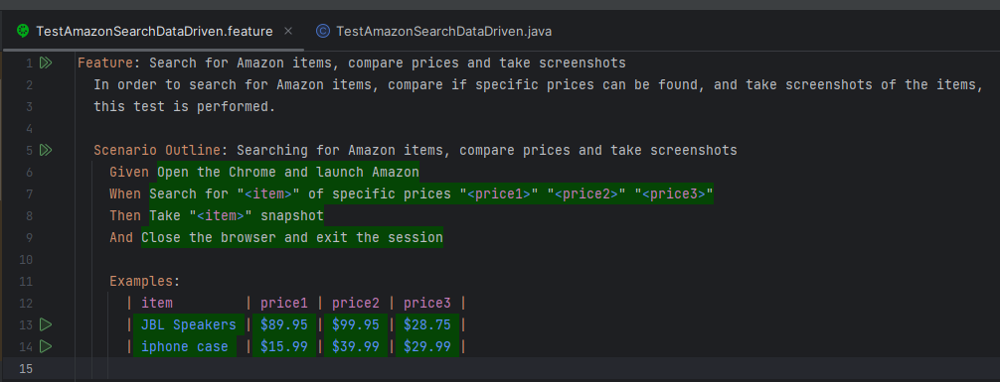 TestAmazonSearchDataDriven.feature × TestAmazonSearchDataDriven.java
1 Feature: Search for Amazon items, compare prices and take screenshots
2 In order to search for Amazon items, compare if specific prices can be found, and take screenshots of the items,
3 this test is performed.
4
5 Scenario Outline: Searching for Amazon items, compare prices and take screenshots
6 Given Open the Chrome and launch Amazon
7 When Search for "<item>" of specific prices "<price1>" "<price2>" "<price3>"
8 Then Take "<item>" snapshot
9 And Close the browser and exit the session
10
11 Examples:
12 | item | price1 | price2 | price3 |
13 | JBL Speakers | $89.95 | $99.95 | $28.75 |
14 | iphone case | $15.99 | $39.99 | $29.99 |
15